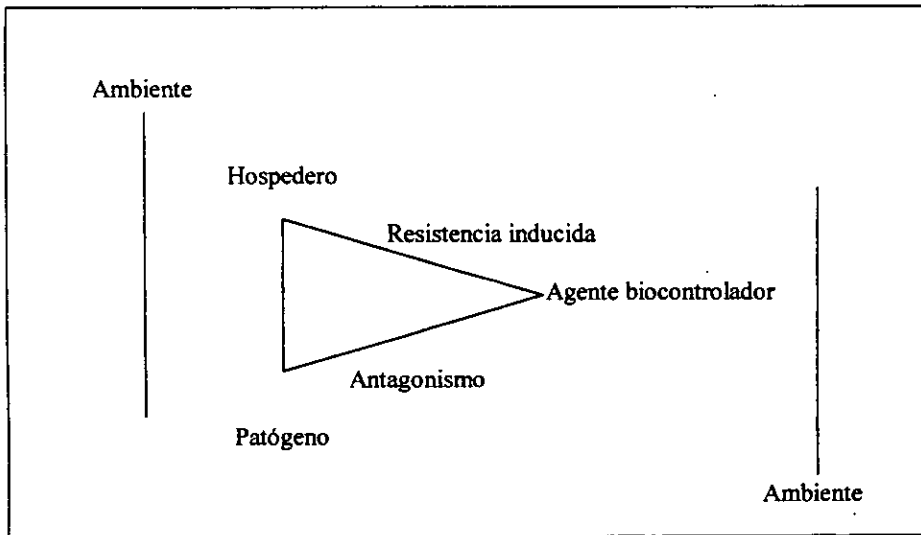 Ambiente
Hospedero
Resistencia inducida
Agente biocontrolador
Antagonismo
Patógeno
Ambiente